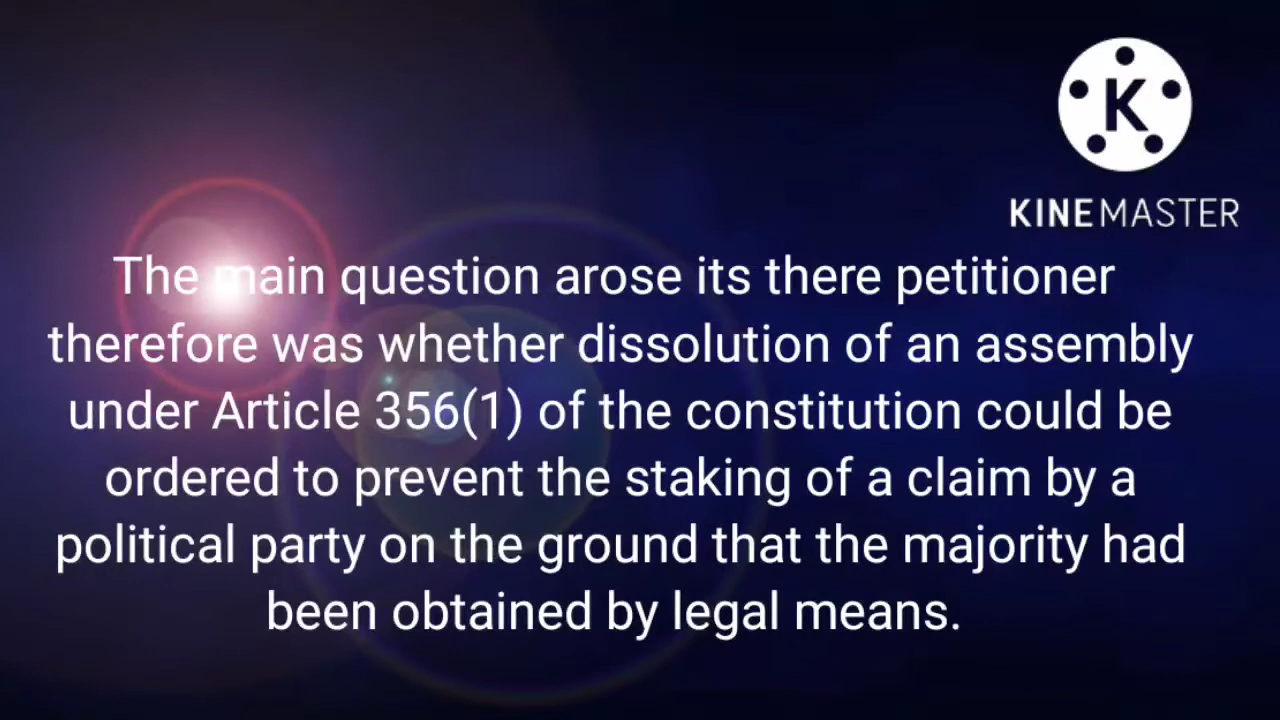 K
KINEMASTER
The main question arose its there petitioner
therefore was whether dissolution of an assembly
under Article 356(1) of the constitution could be
ordered to prevent the staking of a claim by a
political party on the ground that the majority had
been obtained by legal means.